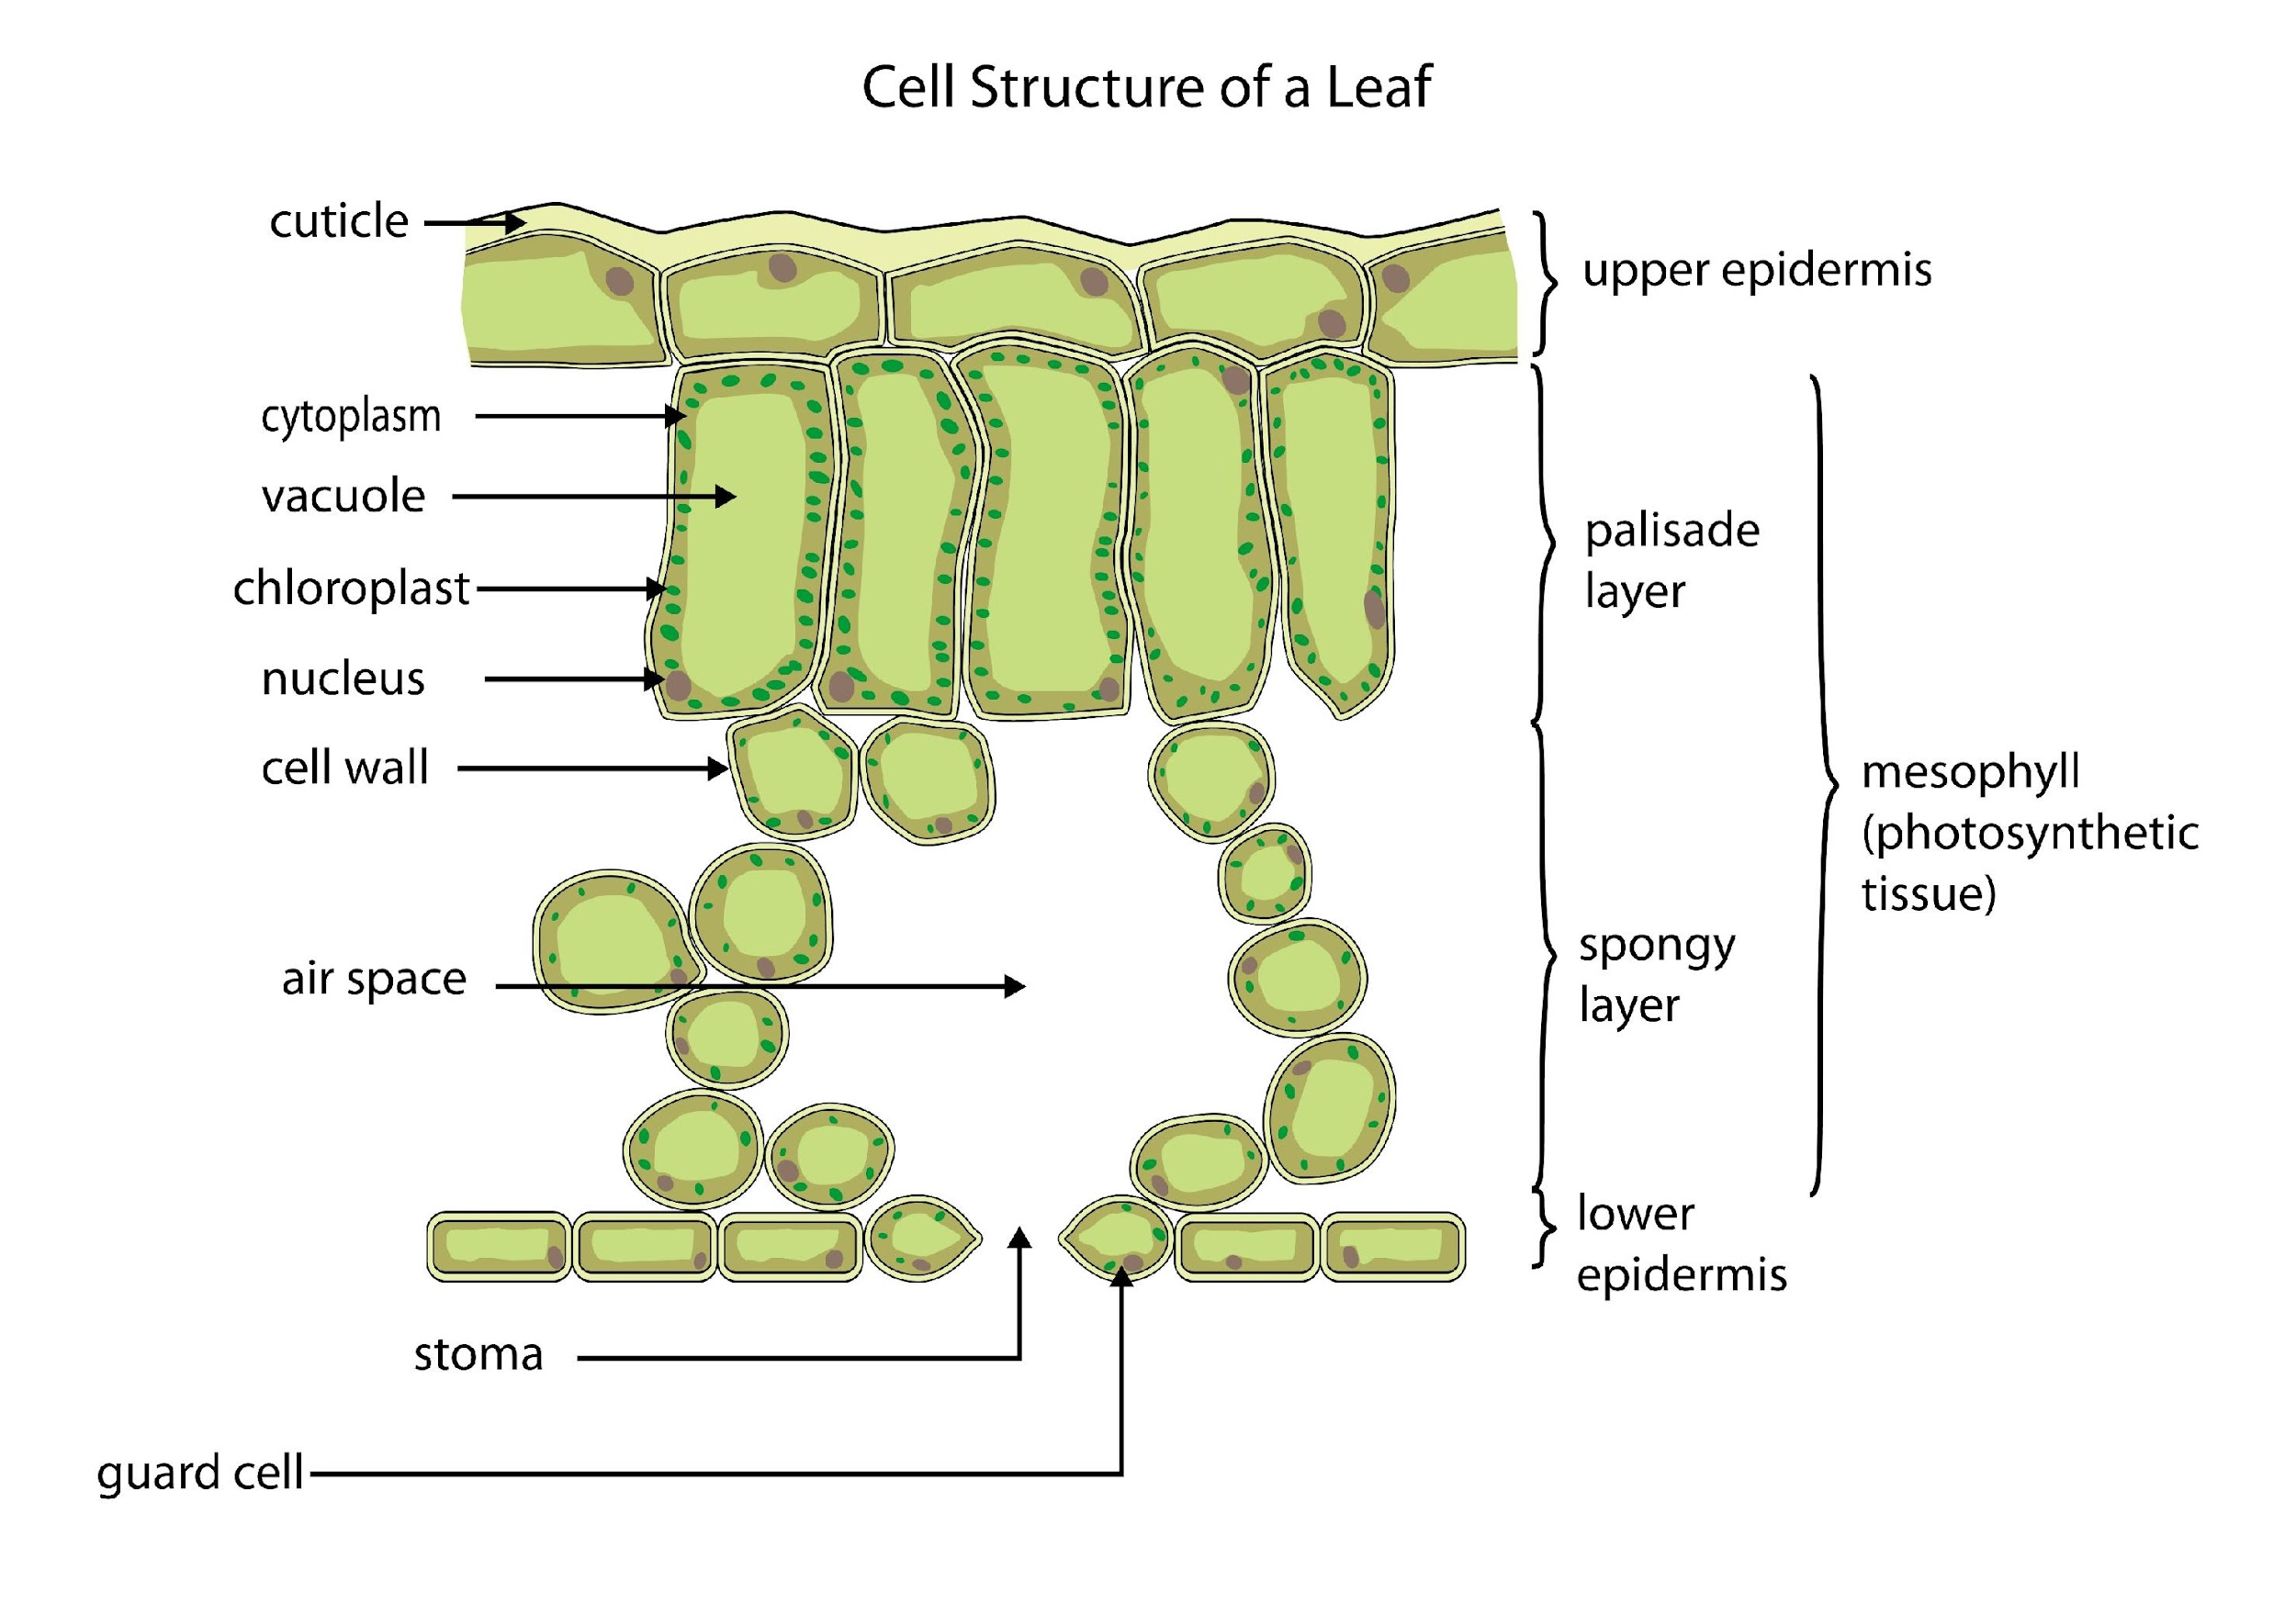 Cell Structure of a Leaf
cuticle
upper epidermis
cytoplasm
vacuole
chloroplast
nucleus
cell wall
air space
palisade
layer
mesophyll
(photosynthetic
tissue)
spongy
layer
lower
epidermis
stoma
guard cell